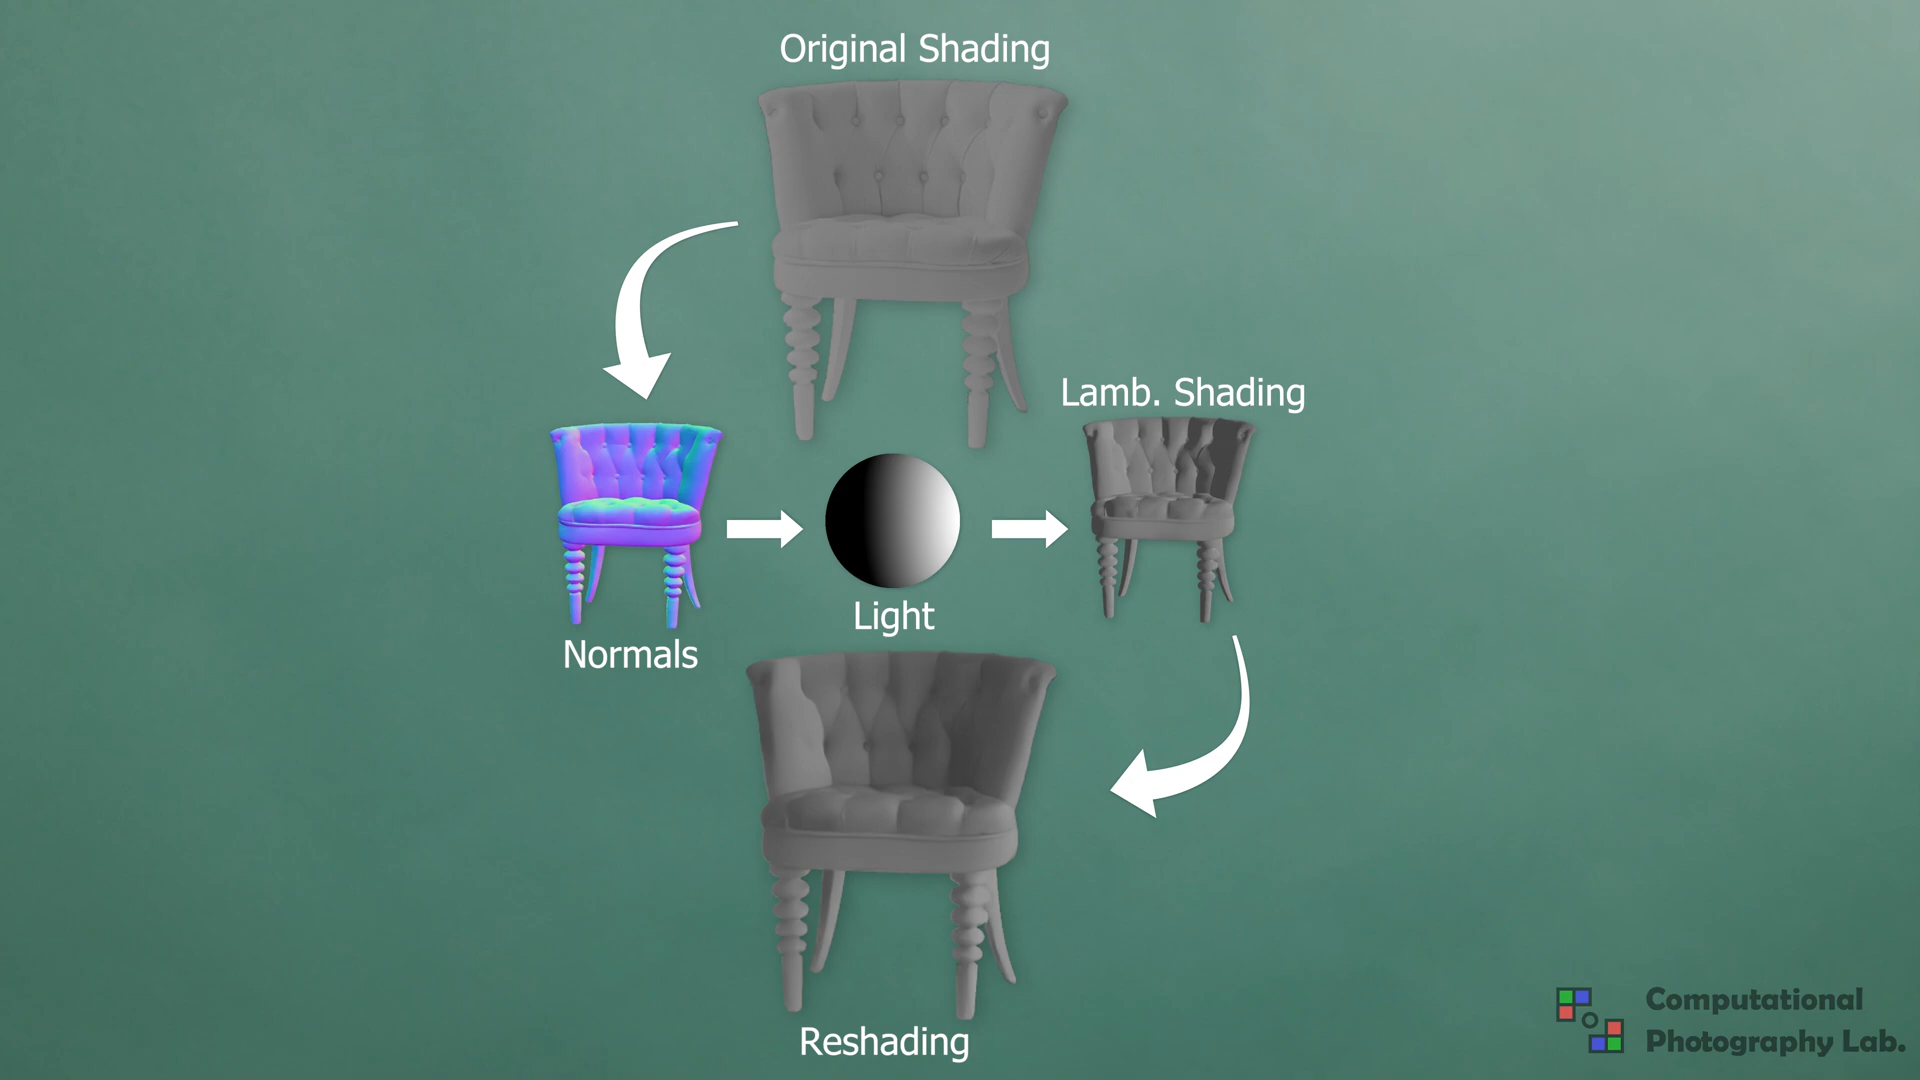 Original Shading
Lamb. Shading
Light
Normals
Reshading
Computational
Photography Lab.